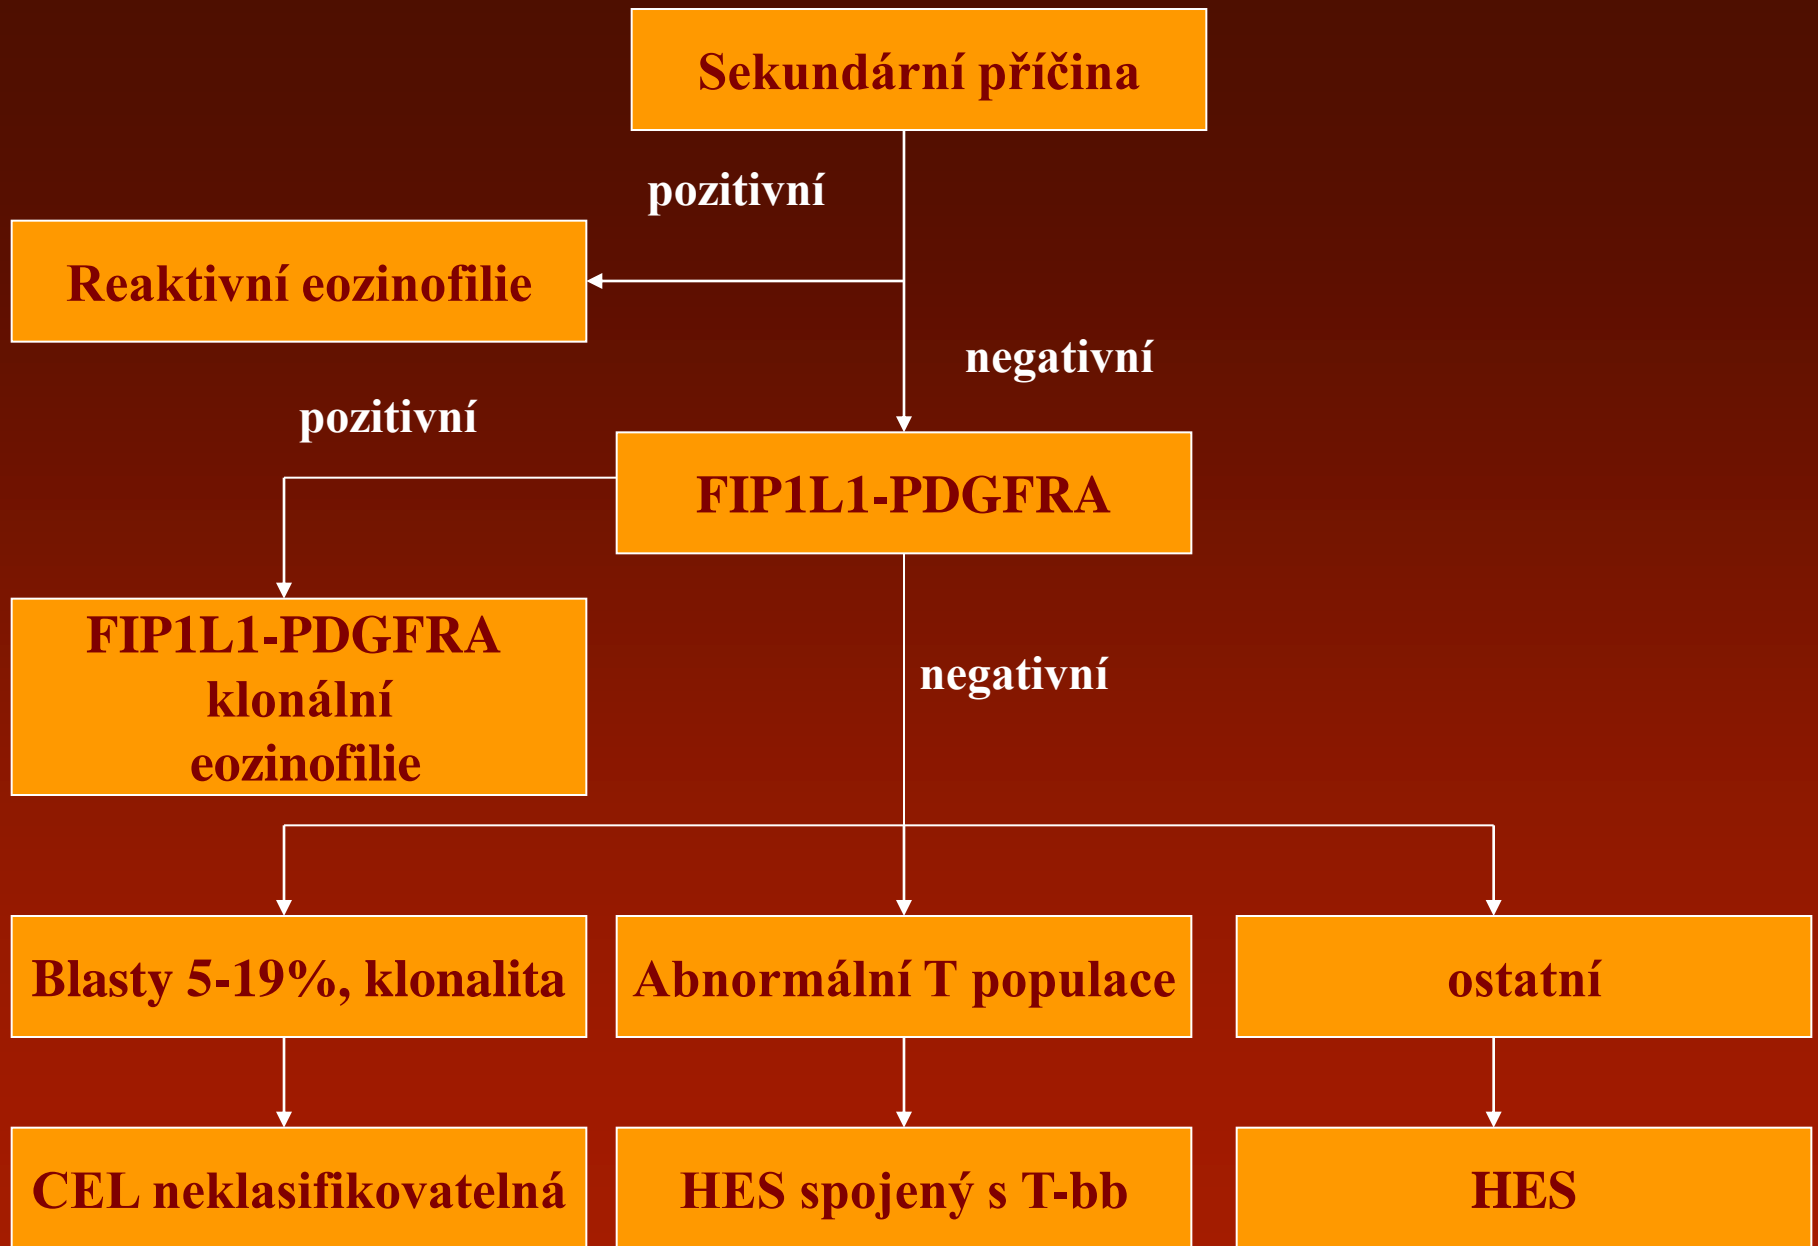 Sekundární příčina
pozitivní
Reaktivní eozinofilie
negativní
pozitivní
FIP1L1-PDGFRA
FIP1L1-PDGFRA
klonální
eozinofilie
negativní
Blasty 5-19%, klonalita
Abnormální T populace
ostatní
CEL neklasifikovatelná
HES spojený s T-bb
HES